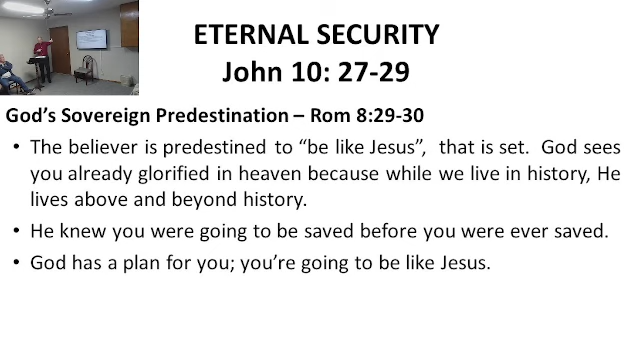 ETERNAL SECURITY
John 10: 27-29
God's Sovereign Predestination – Rom 8:29-30
• The believer is predestined to "be like Jesus", that is set. God sees
you already glorified in heaven because while we live in history, He
lives above and beyond history.
• He knew you were going to be saved before you were ever saved.
• God has a plan for you; you're going to be like Jesus.